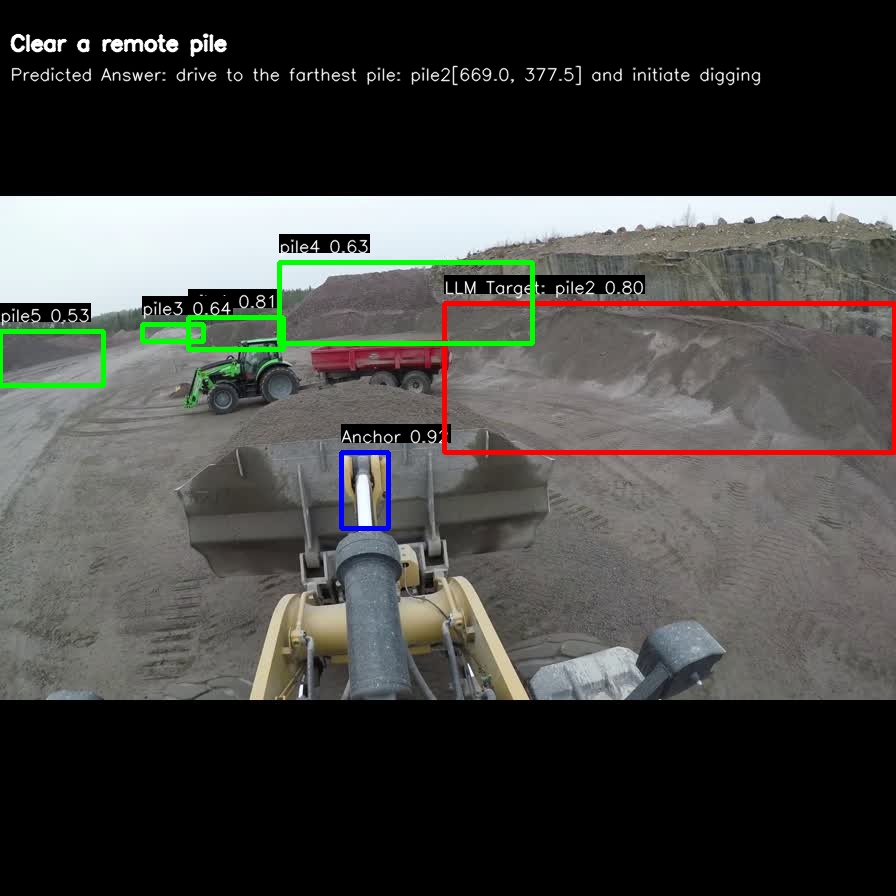 Clear a remote pile
Predicted Answer: drive to the farthest pile: pile2[669.0, 377.5] and initiate digging
pile4 0.63
LLM Target: pile2 0.80
0.81
pile3 0.64
pile5 0.53
Anchor 0.92